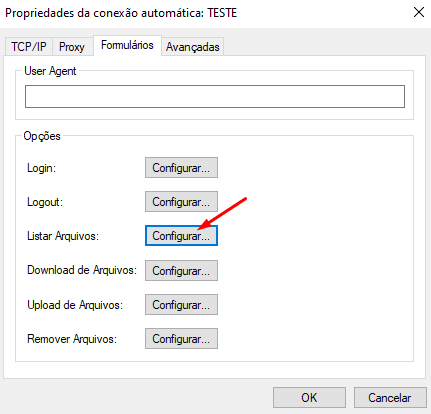 Propriedades da conexão automática: TESTE
TCP/IP Proxy Formulários Avançadas
User Agent
Opções
Login: Configurar...
Logout: Configurar...
Listar Arquivos: Configurar...
Download de Arquivos: Configurar...
Upload de Arquivos: Configurar...
Remover Arquivos: Configurar...
OK Cancelar